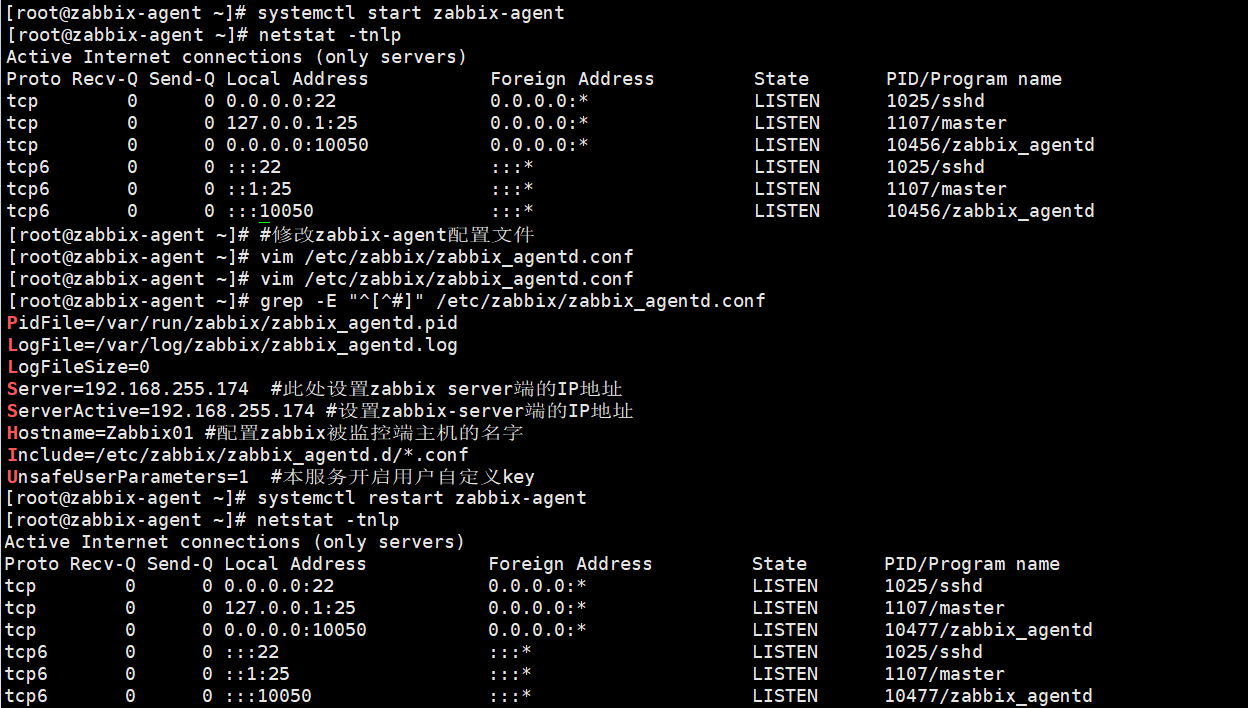 [root@zabbix-agent ~]# systemctl start zabbix-agent
[root@zabbix-agent ~]# netstat -tnlp
Active Internet connections (only servers)
Proto Recv-Q Send-Q Local Address           Foreign Address         State       PID/Program name
tcp        0      0 0.0.0.0:22              0.0.0.0:*               LISTEN      1025/sshd
tcp        0      0 127.0.0.1:25            0.0.0.0:*               LISTEN      1107/master
tcp        0      0 0.0.0.0:10050           0.0.0.0:*               LISTEN      10456/zabbix_agentd
tcp6       0      0 :::22                   :::*                    LISTEN      1025/sshd
tcp6       0      0 ::1:25                  :::*                    LISTEN      1107/master
tcp6       0      0 :::10050                :::*                    LISTEN      10456/zabbix_agentd
[root@zabbix-agent ~]# #修改zabbix-agent配置文件
[root@zabbix-agent ~]# vim /etc/zabbix/zabbix_agentd.conf
[root@zabbix-agent ~]# vim /etc/zabbix/zabbix_agentd.conf
[root@zabbix-agent ~]# grep -E "^[^#]" /etc/zabbix/zabbix_agentd.conf
PidFile=/var/run/zabbix/zabbix_agentd.pid
LogFile=/var/log/zabbix/zabbix_agentd.log
LogFileSize=0
Server=192.168.255.174  #此处设置zabbix server端的IP地址
ServerActive=192.168.255.174 #设置zabbix-server端的IP地址
Hostname=Zabbix01 #配置zabbix被监控端主机的名字
Include=/etc/zabbix/zabbix_agentd.d/*.conf
UnsafeUserParameters=1  #本服务开启用户自定义key
[root@zabbix-agent ~]# systemctl restart zabbix-agent
[root@zabbix-agent ~]# netstat -tnlp
Active Internet connections (only servers)
Proto Recv-Q Send-Q Local Address           Foreign Address         State       PID/Program name
tcp        0      0 0.0.0.0:22              0.0.0.0:*               LISTEN      1025/sshd
tcp        0      0 127.0.0.1:25            0.0.0.0:*               LISTEN      1107/master
tcp        0      0 0.0.0.0:10050           0.0.0.0:*               LISTEN      10477/zabbix_agentd
tcp6       0      0 :::22                   :::*                    LISTEN      1025/sshd
tcp6       0      0 ::1:25                  :::*                    LISTEN      1107/master
tcp6       0      0 :::10050                :::*                    LISTEN      10477/zabbix_agentd